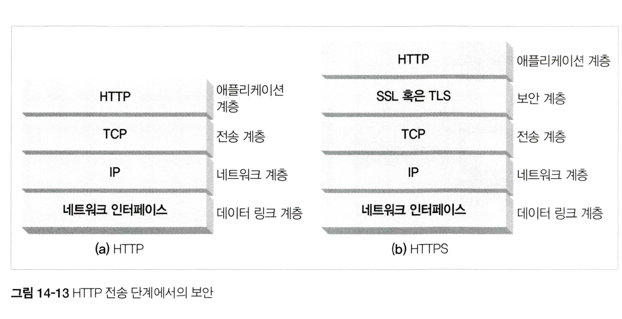 HTTP
애플리케이션
계층
TCP
전송 계층
IP
네트워크 계층
네트워크 인터페이스
데이터 링크 계층
(a) HTTP
HTTP
애플리케이션 계층
SSL 혹은 TLS
보안 계층
TCP
전송 계층
IP
네트워크 계층
네트워크 인터페이스
데이터 링크 계층
(b) HTTPS
그림 14-13 HTTP 전송 단계에서의 보안